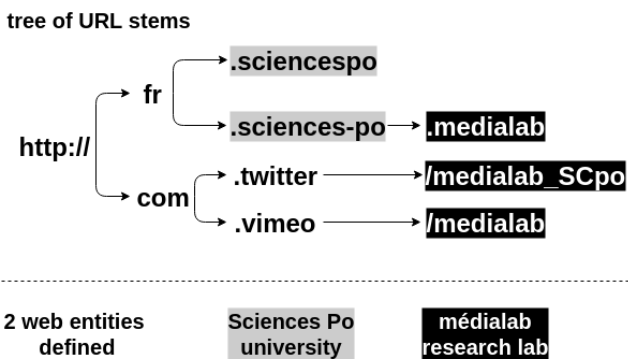 tree of URL stems
.sciencespo
fr
.sciences-po .medialab
http://
.twitter /medialab_SCpo
com
.vimeo /medialab
2 web entities Sciences Po médialab
defined university research lab